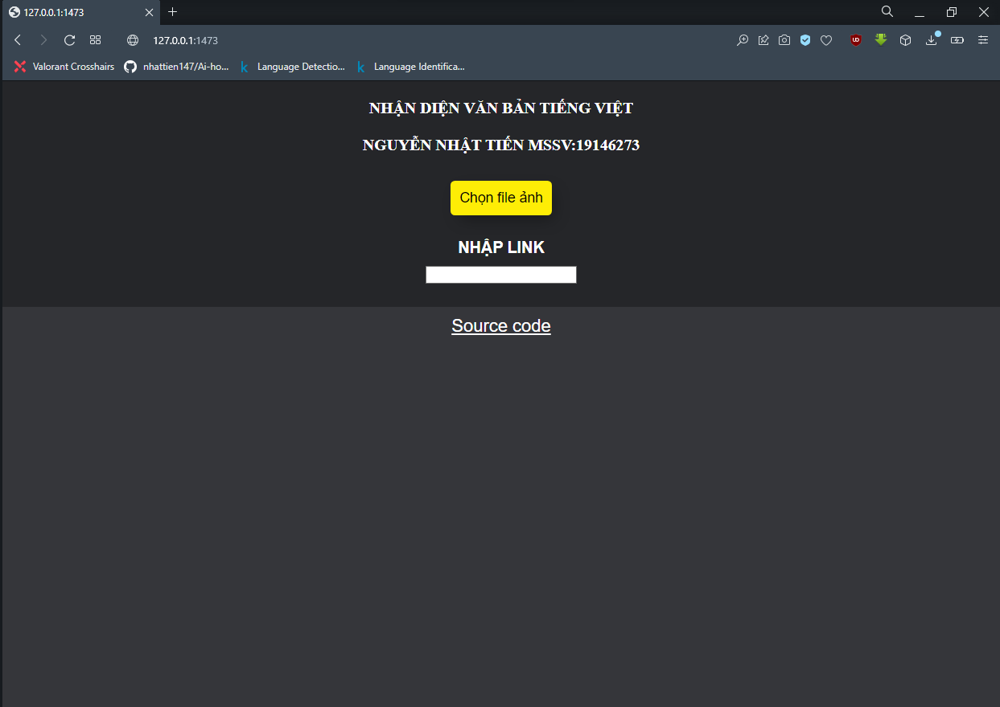 127.0.0.1:1473
127.0.0.1:1473
Valorant Crosshairs nhattien147/Ai-ho... k Language Detectio... k Language Identifica...
NHẬN DIỆN VĂN BẢN TIẾNG VIỆT
NGUYỄN NHẬT TIẾN MSSV:19146273
Chọn file ảnh
NHẬP LINK
Source code